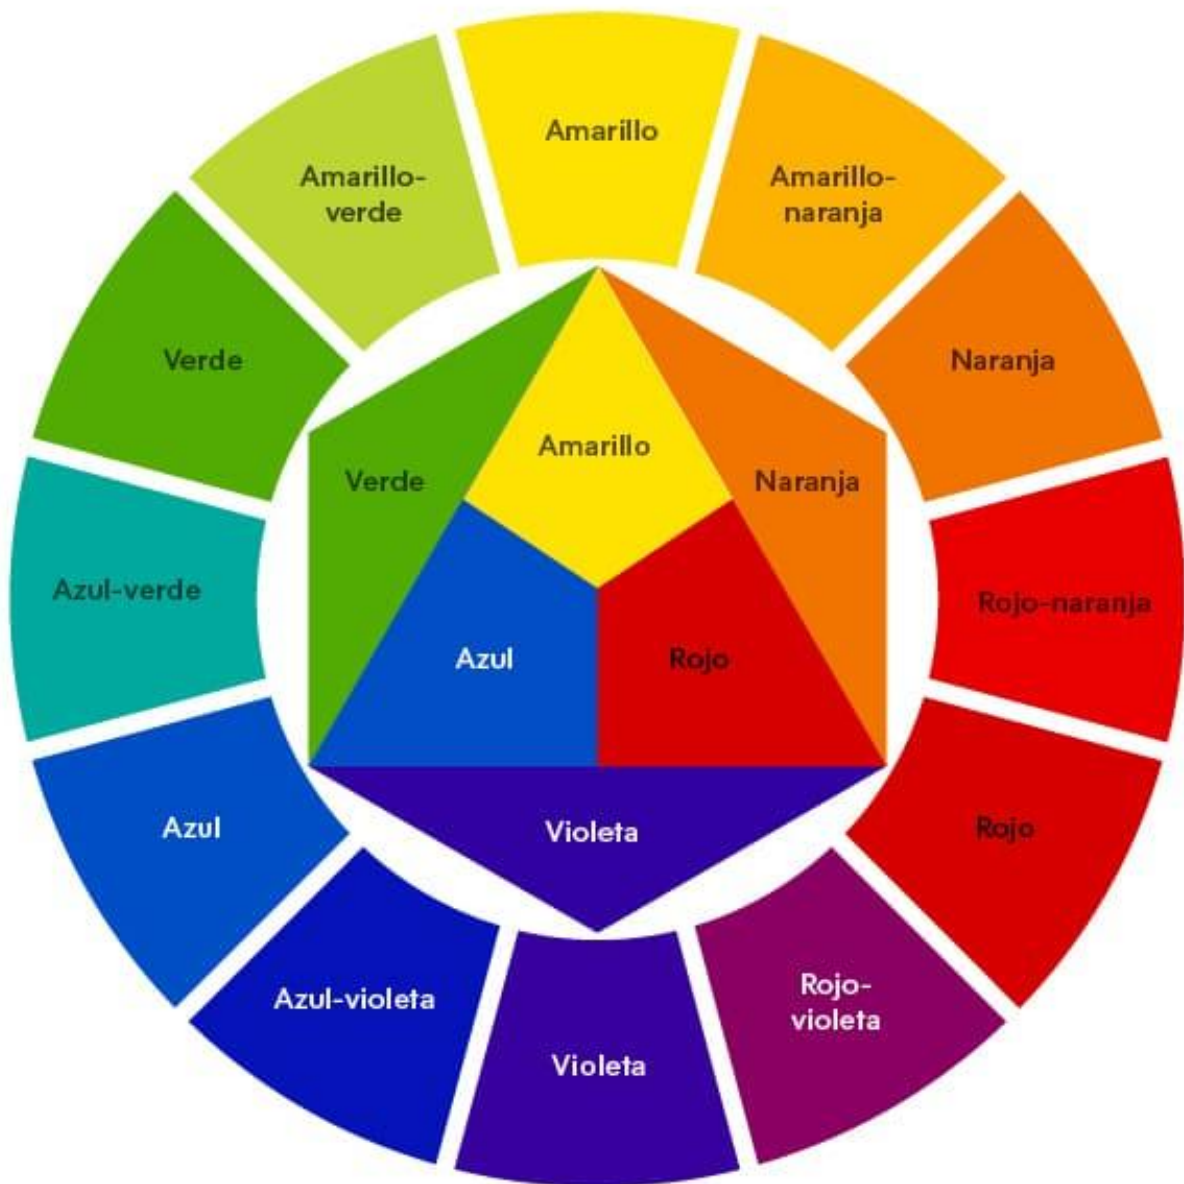 Amarillo
Amarillo-
verde
Amarillo-
naranja
Verde
Naranja
Amarillo
Verde
Naranja
Azul-verde
Rojo-naranja
Azul
Rojo
Azul
Violeta
Rojo
Azul-violeta
Rojo-
violeta
Violeta